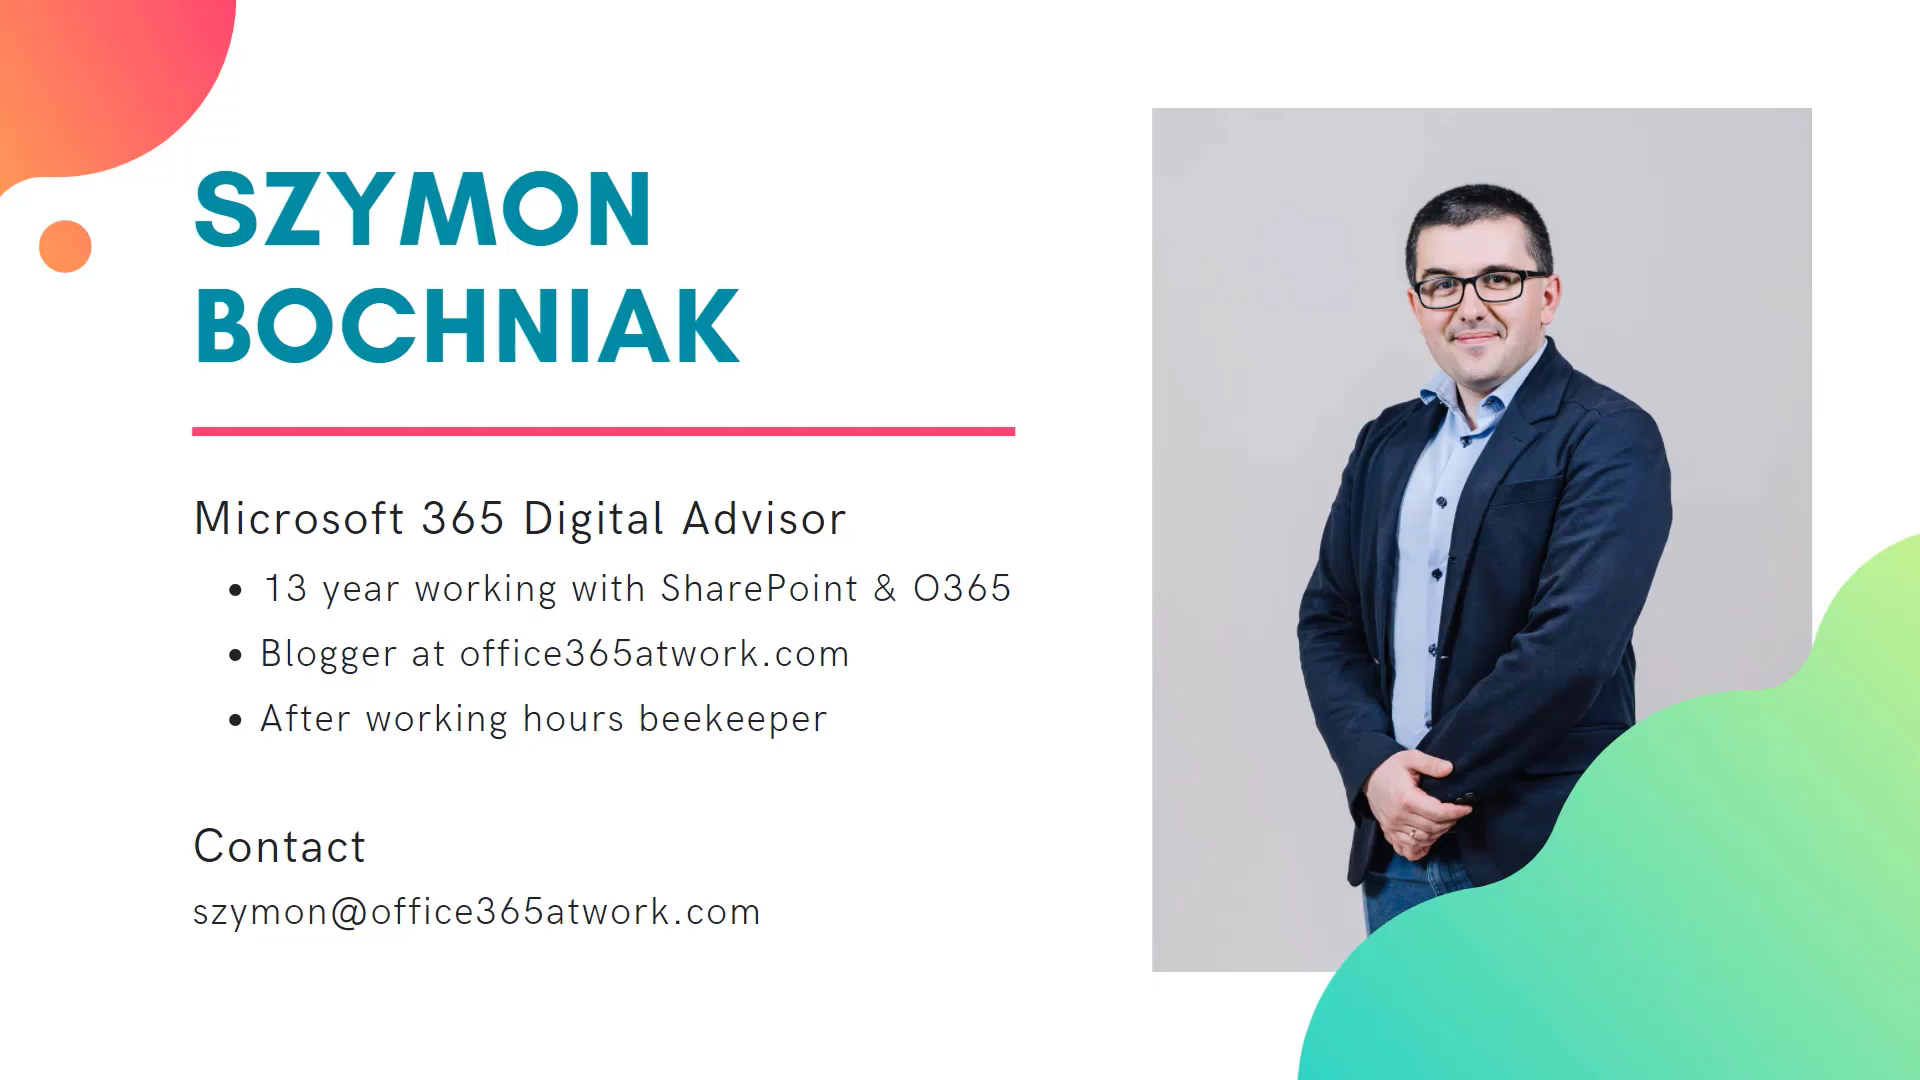 SZYMON
BOCHNIAK
Microsoft 365 Digital Advisor
• 13 year working with SharePoint & O365
• Blogger at office365atwork.com
• After working hours beekeeper
Contact
szymon@office365atwork.com